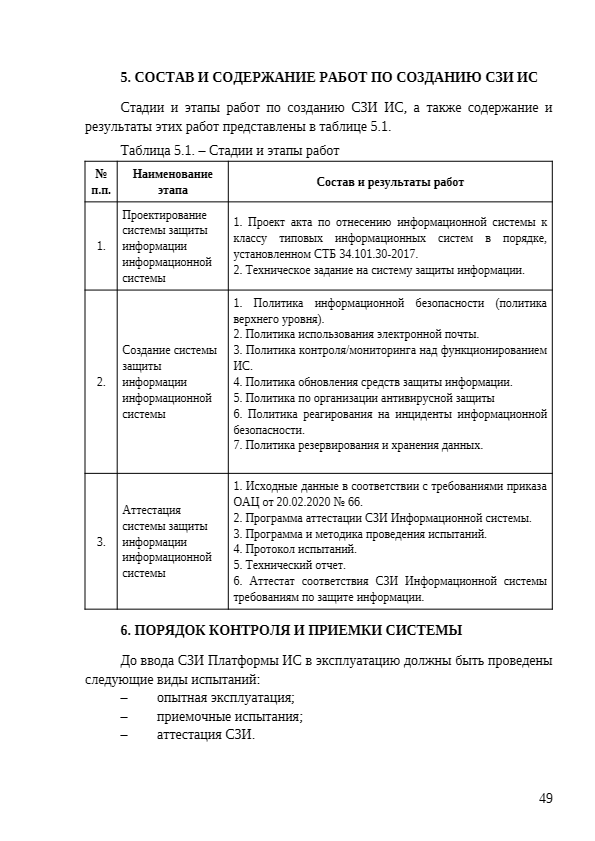 5. СОСТАВ И СОДЕРЖАНИЕ РАБОТ ПО СОЗДАНИЮ СЗИ ИС
Стадии и этапы работ по созданию СЗИ ИС, а также содержание и
результаты этих работ представлены в таблице 5.1.
Таблица 5.1. – Стадии и этапы работ
№
п.п.
Наименование
этапа
Состав и результаты работ
1.
Проектирование
системы защиты
информации
информационной
системы
1. Проект акта по отнесению информационной системы к
классу типовых информационных систем в порядке,
установленном СТБ 34.101.30-2017.
2. Техническое задание на систему защиты информации.
2.
Создание системы
защиты
информации
информационной
системы
1. Политика информационной безопасности (политика
верхнего уровня).
2. Политика использования электронной почты.
3. Политика контроля/мониторинга над функционированием
ИС.
4. Политика обновления средств защиты информации.
5. Политика по организации антивирусной защиты
6. Политика реагирования на инциденты информационной
безопасности.
7. Политика резервирования и хранения данных.
3.
Аттестация
системы защиты
информации
информационной
системы
1. Исходные данные в соответствии с требованиями приказа
ОАЦ от 20.02.2020 № 66.
2. Программа аттестации СЗИ Информационной системы.
3. Программа и методика проведения испытаний.
4. Протокол испытаний.
5. Технический отчет.
6. Аттестат соответствия СЗИ Информационной системы
требованиям по защите информации.
6. ПОРЯДОК КОНТРОЛЯ И ПРИЕМКИ СИСТЕМЫ
До ввода СЗИ Платформы ИС в эксплуатацию должны быть проведены
следующие виды испытаний:
– опытная эксплуатация;
– приемочные испытания;
– аттестация СЗИ.
49